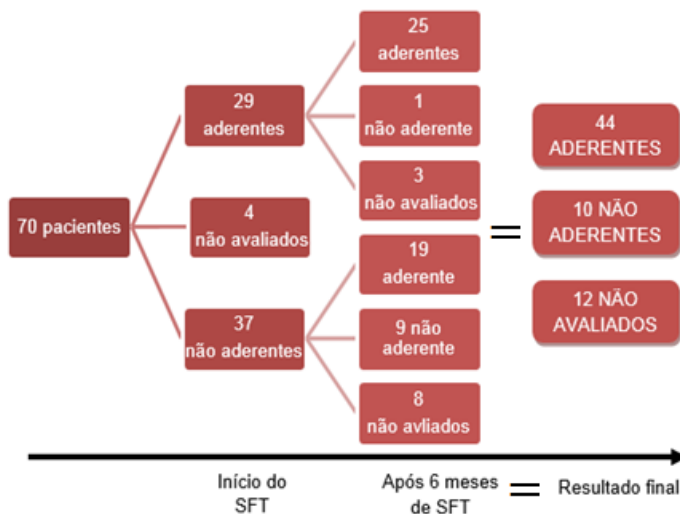 70 pacientes
29
aderentes
4
não avaliados
37
não aderentes
25
aderentes
1
não aderente
3
não avaliados
19
aderente
9 não
aderente
8
não avliados
=
44
ADERENTES
10 NÃO
ADERENTES
12 NÃO
AVALIADOS
Início do
SFT
Após 6 meses
de SFT
=
Resultado final